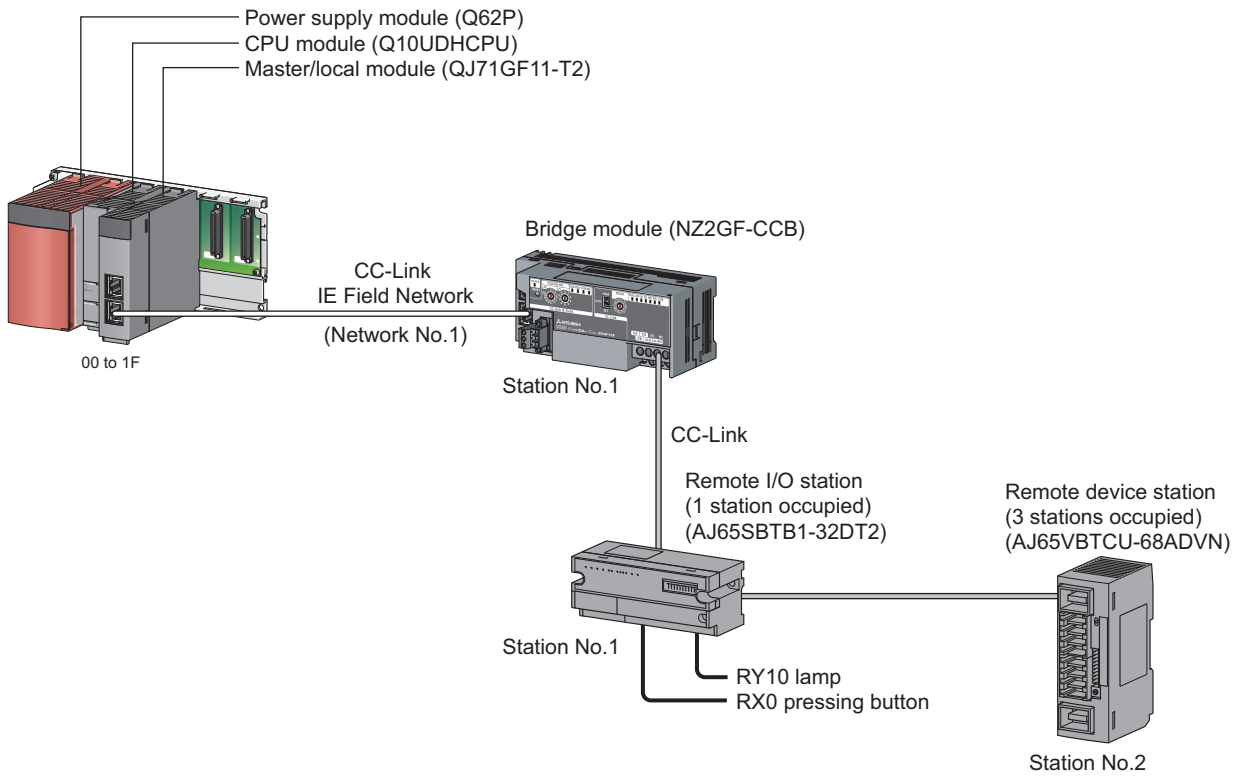 Power supply module (Q62P)
CPU module (Q10UDHCPU)
Master/local module (QJ71GF11-T2)
Bridge module (NZ2GF-CCB)
CC-Link
IE Field Network
(Network No.1)
00 to 1F
Station No.1
CC-Link
Remote I/O station
(1 station occupied)
(AJ65SBTB1-32DT2)
Remote device station
(3 stations occupied)
(AJ65VBTCU-68ADVN)
Station No.1
RY10 lamp
RX0 pressing button
Station No.2